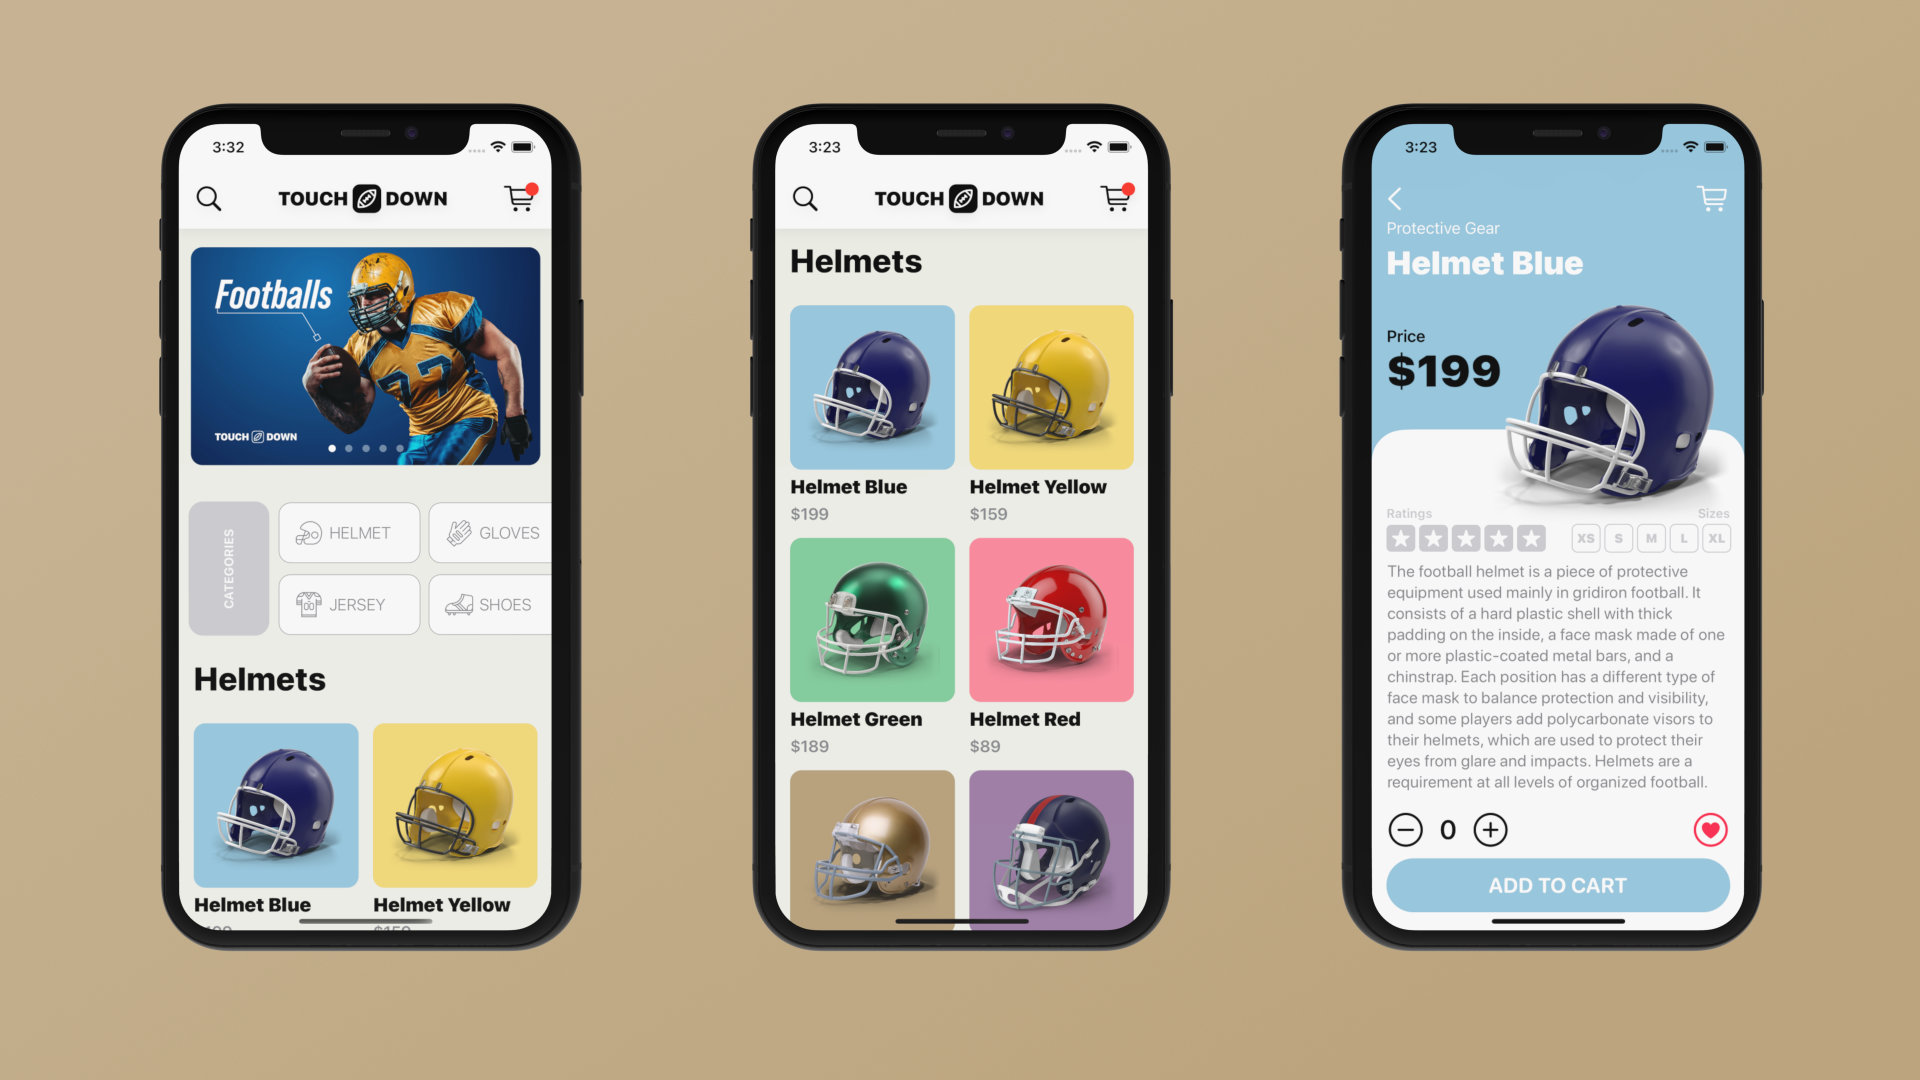 3:32
TOUCH DOWN
Footballs
77
TOUCH DOWN
CATEGORIES
HELMET
GLOVES
JERSEY
SHOES
Helmets
Helmet Blue
Helmet Yellow
$159
3:23
TOUCH DOWN
Helmets
Helmet Blue
Helmet Yellow
$199
$159
Helmet Green
Helmet Red
$189
$89
3:23
Protective Gear
Helmet Blue
Price
$199
Ratings
Sizes
XS S M L XL
The football helmet is a piece of protective
equipment used mainly in gridiron football. It
consists of a hard plastic shell with thick
padding on the inside, a face mask made of one
or more plastic-coated metal bars, and a
chinstrap. Each position has a different type of
face mask to balance protection and visibility,
and some players add polycarbonate visors to
their helmets, which are used to protect their
eyes from glare and impacts. Helmets are a
requirement at all levels of organized football.
0
ADD TO CART